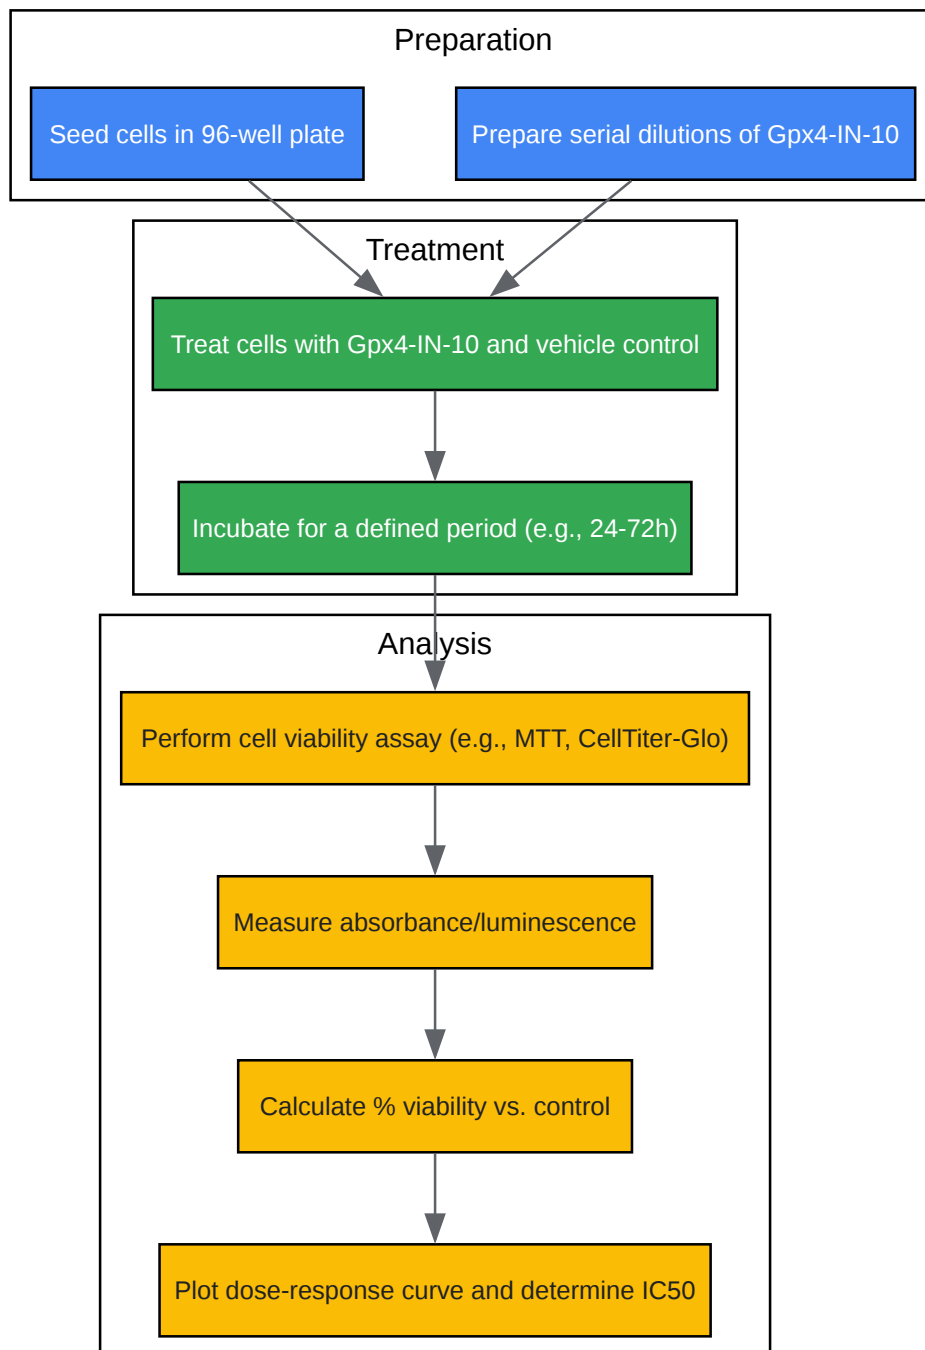 Preparation
Seed cells in 96-well plate
Prepare serial dilutions of Gpx4-IN-10
Treatment
Treat cells with Gpx4-IN-10 and vehicle control
Incubate for a defined period (e.g., 24-72h)
Analysis
Perform cell viability assay (e.g., MTT, CellTiter-Glo)
Measure absorbance/luminescence
Calculate % viability vs. control
Plot dose-response curve and determine IC50